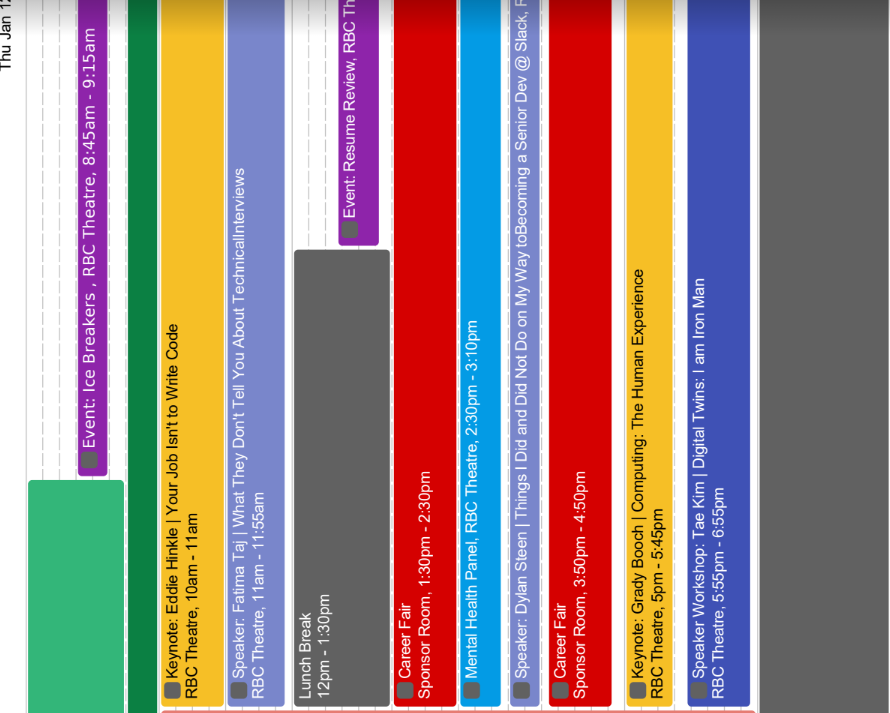 Thu Jan 12
Event: Ice Breakers , RBC Theatre, 8:45am - 9:15am
Keynote: Eddie Hinkle | Your Job Isn't to Write Code
RBC Theatre, 10am - 11am
Speaker: Fatima Taj | What They Don't Tell You About TechnicalInterviews
RBC Theatre, 11am - 11:55am
Lunch Break
12pm - 1:30pm
Event: Resume Review, RBC Th
Career Fair
Sponsor Room, 1:30pm - 2:30pm
Mental Health Panel, RBC Theatre, 2:30pm - 3:10pm
Speaker: Dylan Steen | Things I Did and Did Not Do on My Way toBecoming a Senior Dev @ Slack,
Career Fair
Sponsor Room, 3:50pm - 4:50pm
Keynote: Grady Booch | Computing: The Human Experience
RBC Theatre, 5pm - 5:45pm
Speaker Workshop: Tae Kim | Digital Twins: I am Iron Man
RBC Theatre, 5:55pm - 6:55pm